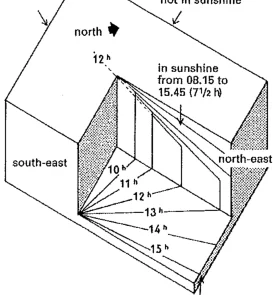 not in sunshine
north
12 h
in sunshine
from 08.15 to
15.45 (7½ h)
south-east
north-east
10 h
11 h
12 h
13 h
14 h
15 h